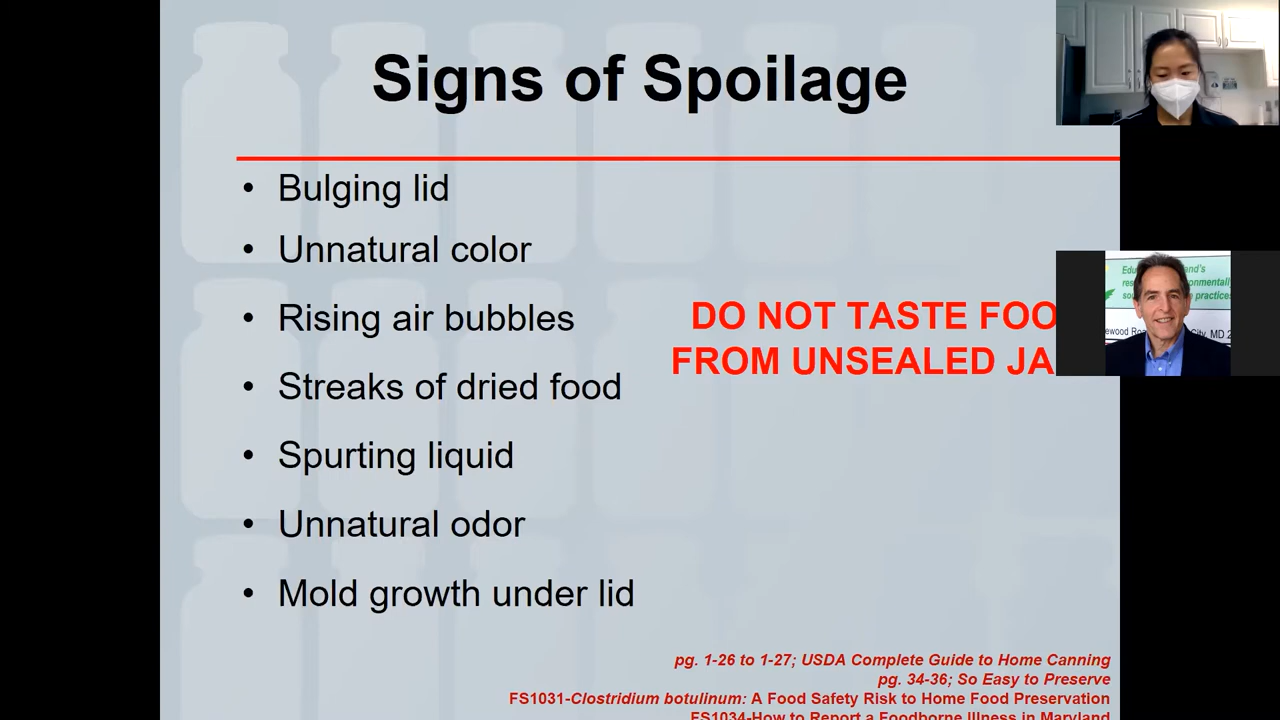 Signs of Spoilage
• Bulging lid
• Unnatural color
• Rising air bubbles
• Streaks of dried food
• Spurting liquid
• Unnatural odor
• Mold growth under lid
DO NOT TASTE FOO
FROM UNSEALED JA
pg. 1-26 to 1-27; USDA Complete Guide to Home Canning
pg. 34-36; So Easy to Preserve
FS1031-Clostridium botulinum: A Food Safety Risk to Home Food Preservation
FS1034-How to Report a Foodborne Illness in Maryland